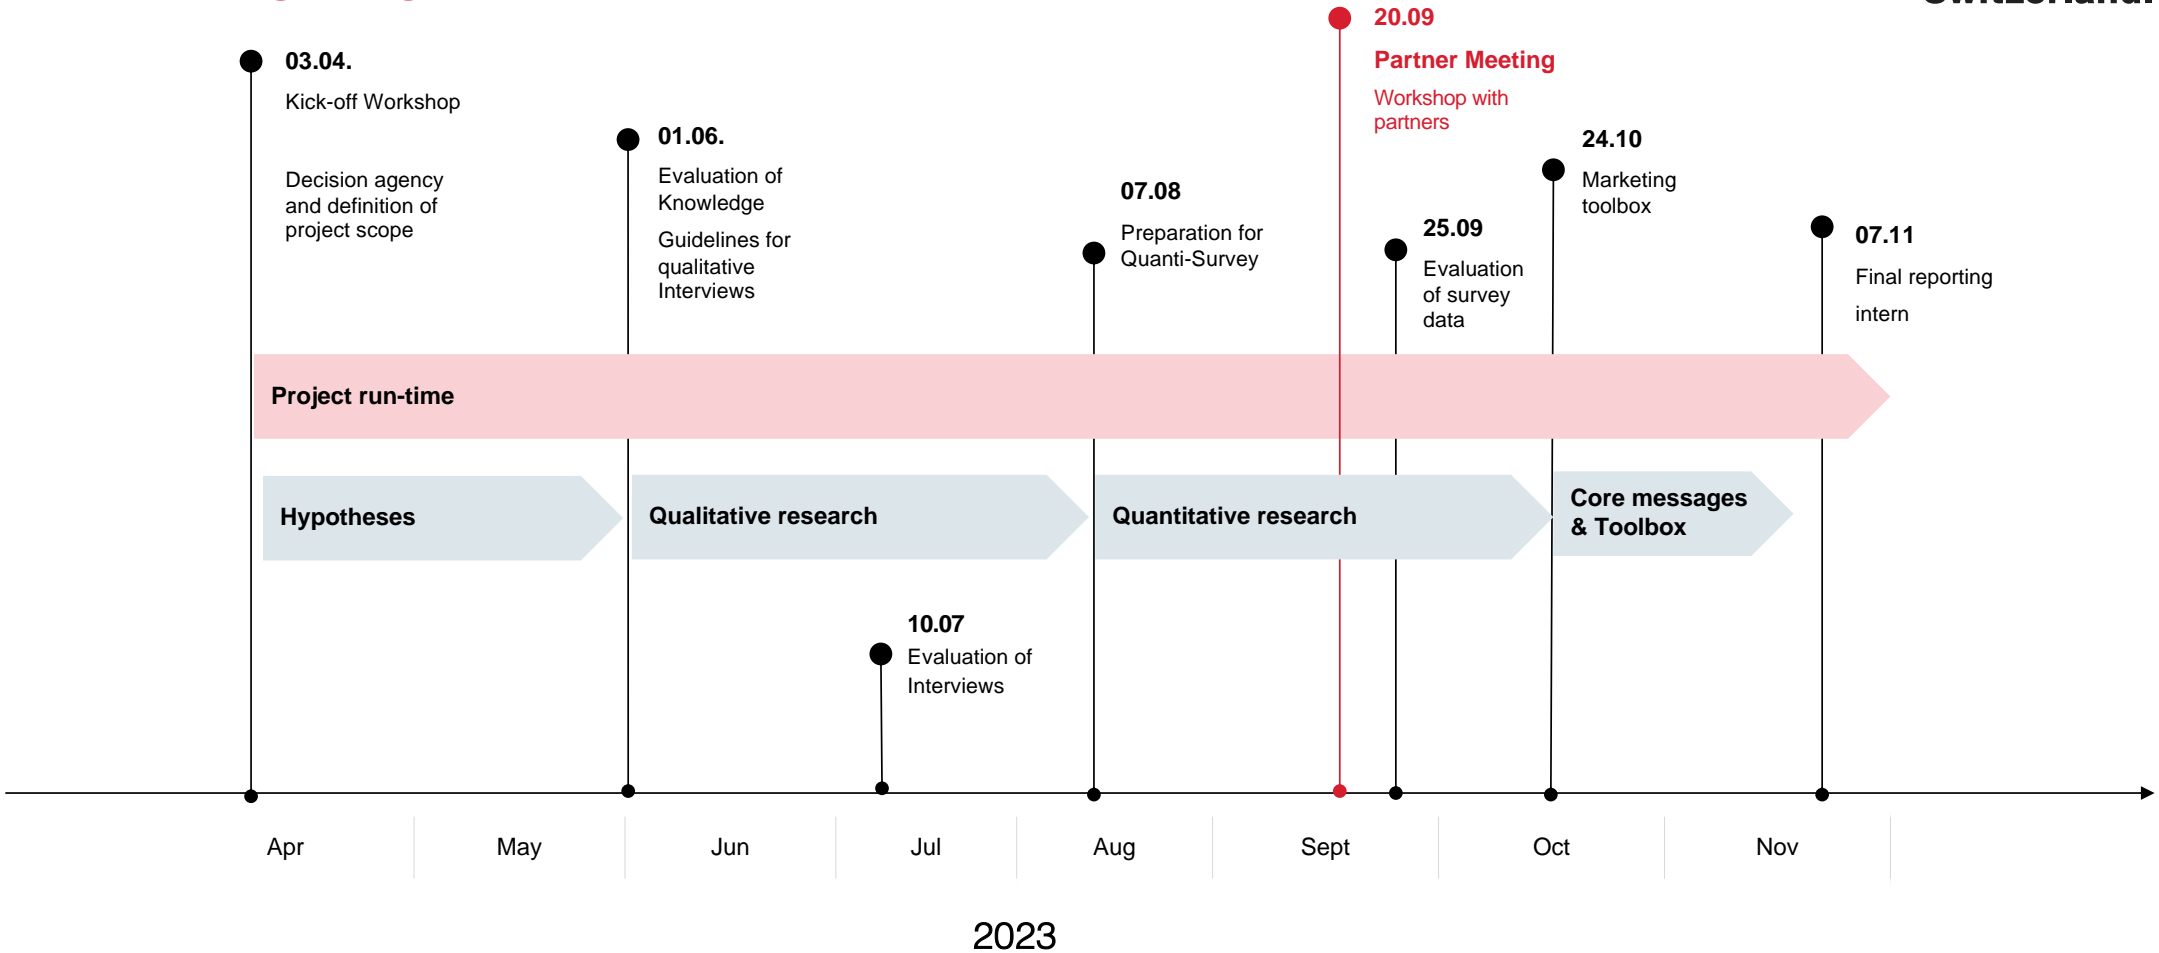 20.09
Partner Meeting
Workshop with
partners
03.04.
Kick-off Workshop
Decision agency
and definition of
project scope
01.06.
Evaluation of
Knowledge
Guidelines for
qualitative
Interviews
07.08
Preparation for
Quanti-Survey
25.09
Evaluation
of survey
data
24.10
Marketing
toolbox
07.11
Final reporting
intern
Project run-time
Hypotheses
Qualitative research
Quantitative research
Core messages
& Toolbox
10.07
Evaluation of
Interviews
Apr
May
Jun
Jul
Aug
Sept
Oct
Nov
2023